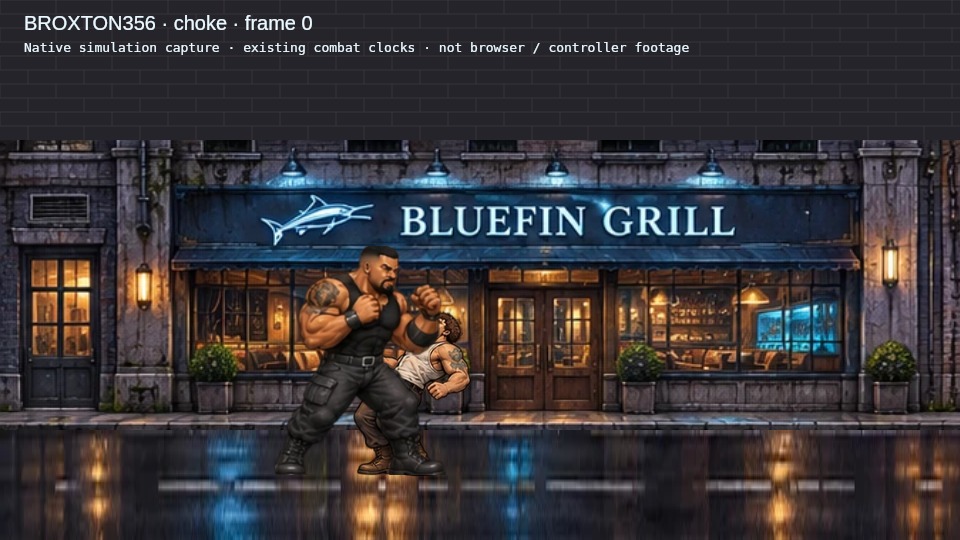 BROXTON356 · choke · frame 0
Native simulation capture · existing combat clocks · not browser / controller footage
BLUEFIN GRILL